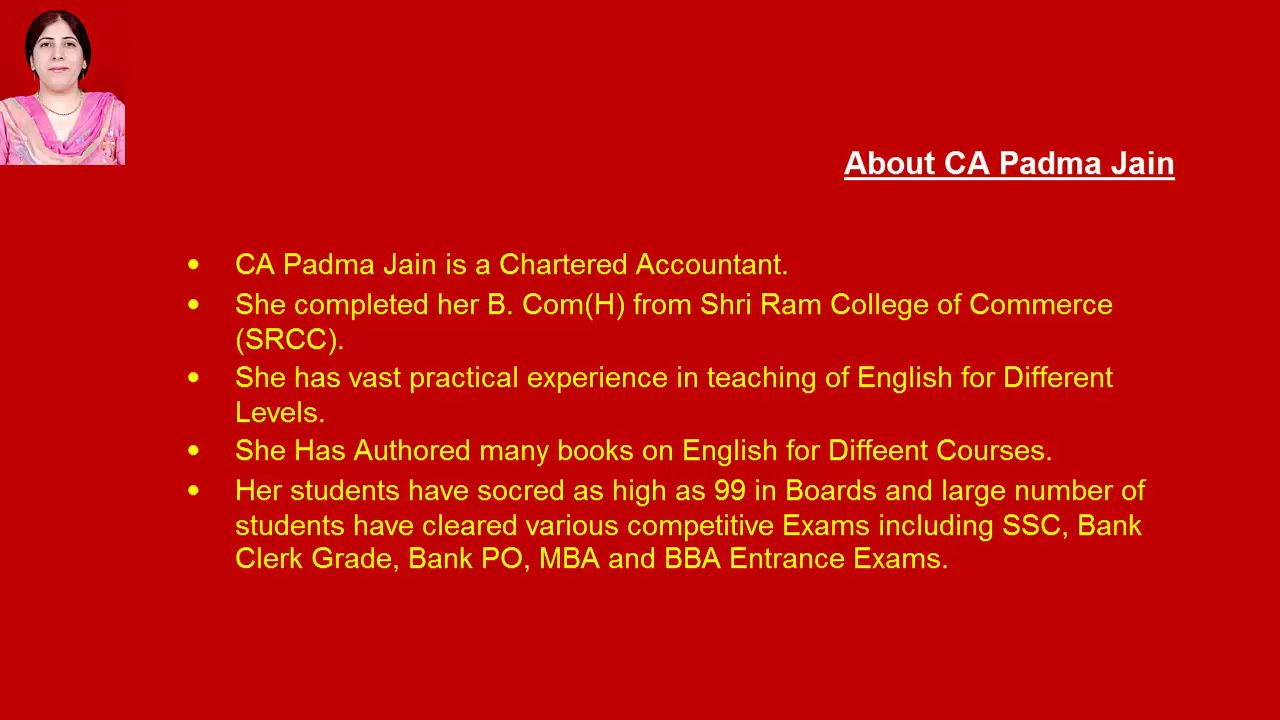 About CA Padma Jain
• CA Padma Jain is a Chartered Accountant.
• She completed her B. Com(H) from Shri Ram College of Commerce
(SRCC).
• She has vast practical experience in teaching of English for Different
Levels.
• She Has Authored many books on English for Diffeent Courses.
• Her students have socred as high as 99 in Boards and large number of
students have cleared various competitive Exams including SSC, Bank
Clerk Grade, Bank PO, MBA and BBA Entrance Exams.